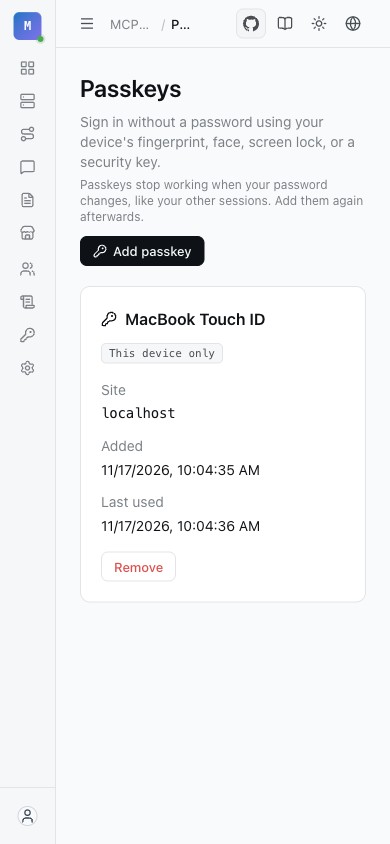 M
MCP... / P...
Passkeys
Sign in without a password using your
device's fingerprint, face, screen lock, or a
security key.
Passkeys stop working when your password
changes, like your other sessions. Add them again
afterwards.
Add passkey
MacBook Touch ID
This device only
Site
localhost
Added
11/17/2026, 10:04:35 AM
Last used
11/17/2026, 10:04:36 AM
Remove